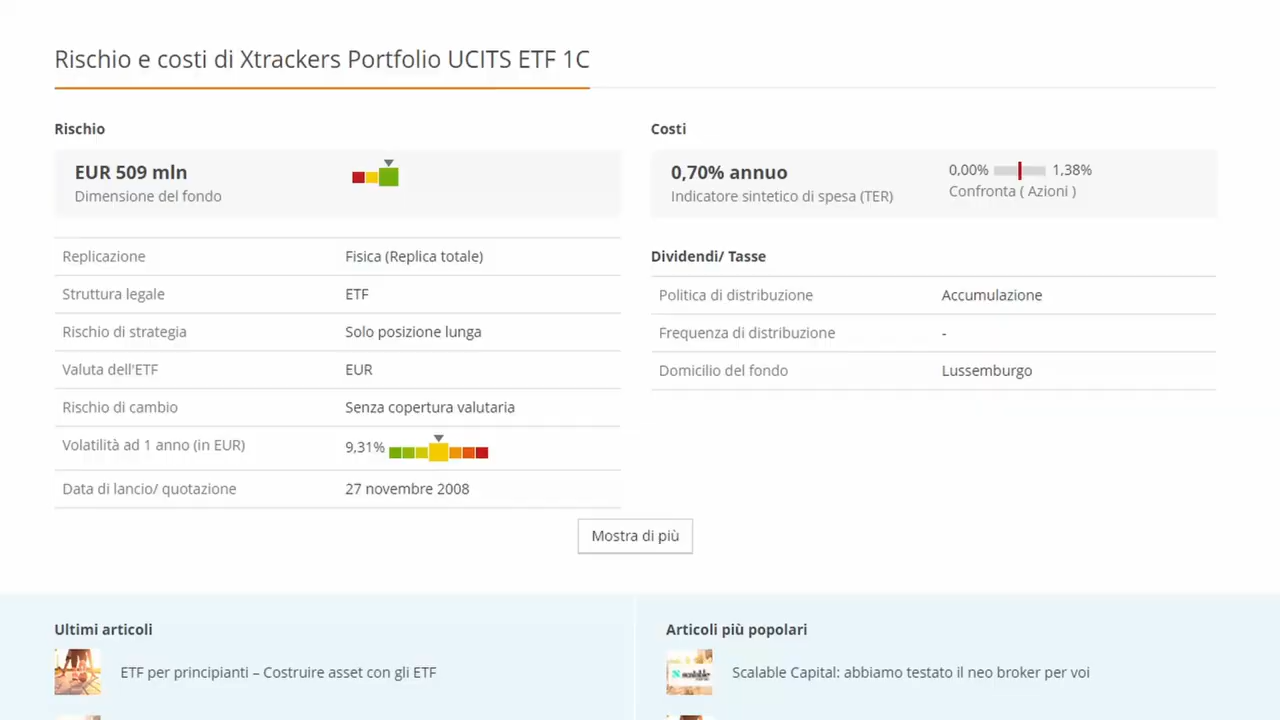 Rischio e costi di Xtrackers Portfolio UCITS ETF 1C
Rischio
EUR 509 mln
Dimensione del fondo
Replicazione Fisica (Replica totale)
Struttura legale ETF
Rischio di strategia Solo posizione lunga
Valuta dell'ETF EUR
Rischio di cambio Senza copertura valutaria
Volatilità ad 1 anno (in EUR) 9,31%
Data di lancio/ quotazione 27 novembre 2008
Costi
0,70% annuo
Indicatore sintetico di spesa (TER)
0,00% 1,38%
Confronta ( Azioni )
Dividendi/ Tasse
Politica di distribuzione Accumulazione
Frequenza di distribuzione -
Domicilio del fondo Lussemburgo
Mostra di più
Ultimi articoli
ETF per principianti – Costruire asset con gli ETF
Articoli più popolari
scalable
Scalable Capital: abbiamo testato il neo broker per voi